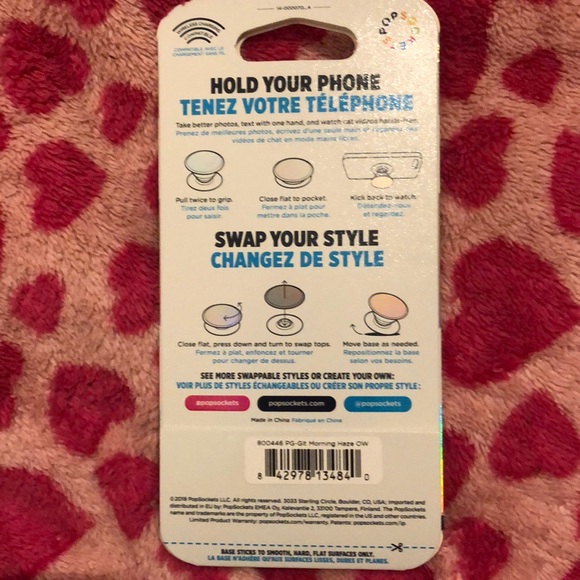 14-000070_A
WIRELESS CHARGING
COMPATIBLE
COMPATIBLE AVEC LE
CHARGEMENT SANS FIL
POPSOCKETS
HOLD YOUR PHONE
TENEZ VOTRE TÉLÉPHONE
Take better photos, text with one hand, and watch cat videos hands-free.
Prenez de meilleures photos, écrivez d'une seule main et regardez des
vidéos de chat en mode mains libres.
Pull twice to grip.
Tirez deux fois
pour saisir.
Close flat to pocket.
Fermez à plat pour
mettre dans la poche.
Kick back to watch.
Détendez-vous
et regardez.
SWAP YOUR STYLE
CHANGEZ DE STYLE
Close flat, press down and turn to swap tops.
Fermez à plat, enfoncez et tourner
pour changer de dessus.
Move base as needed.
Repositionnez la base
selon vos besoins.
SEE MORE SWAPPABLE STYLES OR CREATE YOUR OWN:
VOIR PLUS DE STYLES ÉCHANGEABLES OU CRÉER SON PROPRE STYLE:
#popsockets
popsockets.com
@popsockets
Made in China Fabriqué en Chine
800446 PG-Glt Morning Haze OW
8 42978 13484 0
©2019 PopSockets LLC. All rights reserved. 3033 Sterling Circle, Boulder, CO, USA; imported and
distributed in EU by: PopSockets EMEA Oy, Kelloportinkatu 2, 33100 Tampere, Finland. The PopSockets
name and trademarks are the property of PopSockets LLC, registered in the US and other countries.
Limited Product Warranty: popsockets.com/warranty. Patents: popsockets.com/ip.
BASE STICKS TO SMOOTH, HARD, FLAT SURFACES ONLY.
LA BASE N'ADHÈRE QU'AUX SURFACES LISSES, DURES ET PLANES.